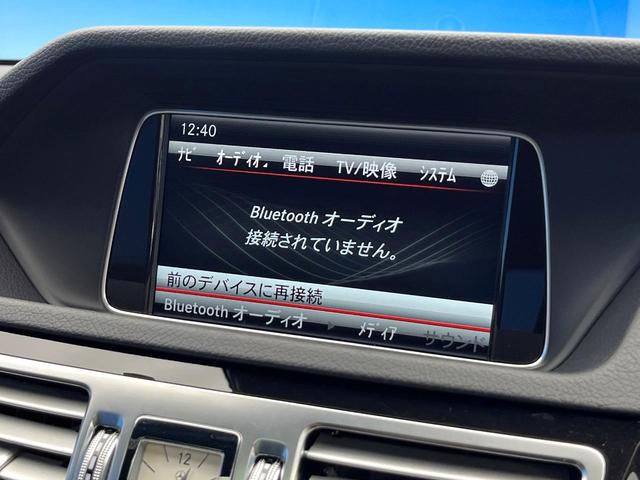 12:40
ﾅﾋﾞ ｵｰﾃﾞｨｵ 電話 TV/映像 ｼｽﾃﾑ
Bluetooth オーディオ
接続されていません。
前のデバイスに再接続
Bluetooth オーディオ ﾒﾃﾞｨｱ サウンド
12